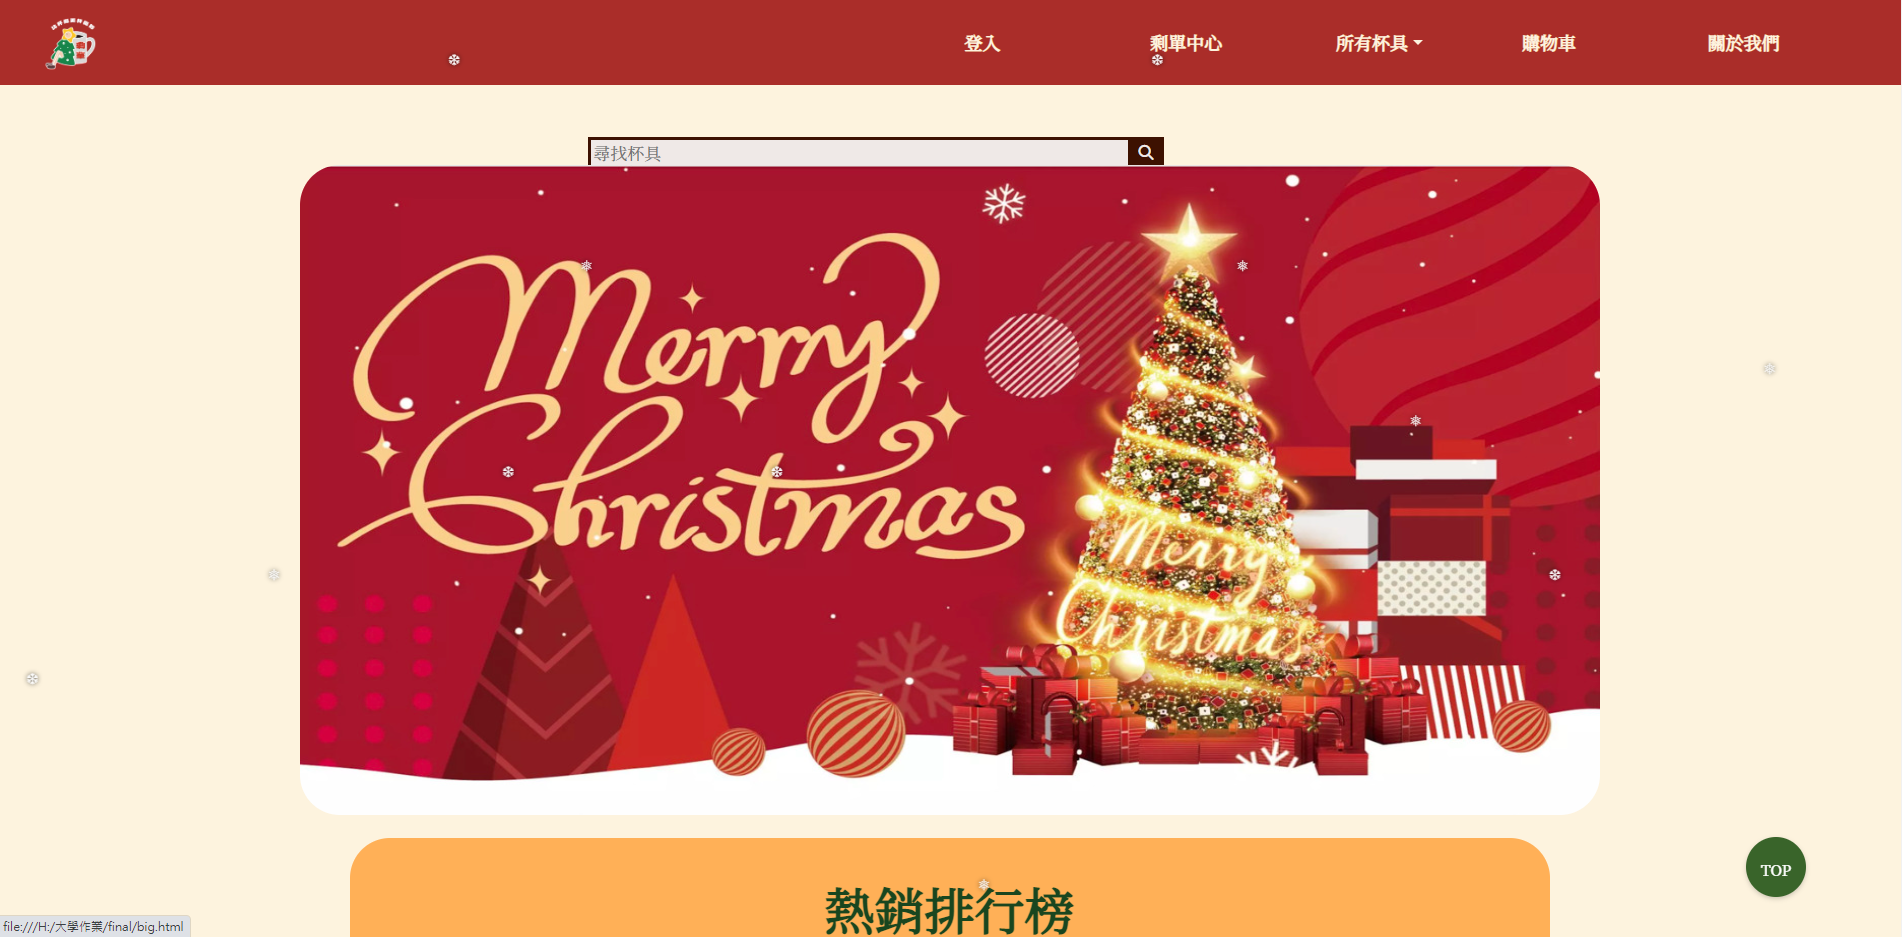 登入
剩單中心
所有杯具
購物車
關於我們
尋找杯具
Merry
Christmas
Merry
Christmas
TOP
熱銷排行榜
file:///H:/大學作業/final/big.html